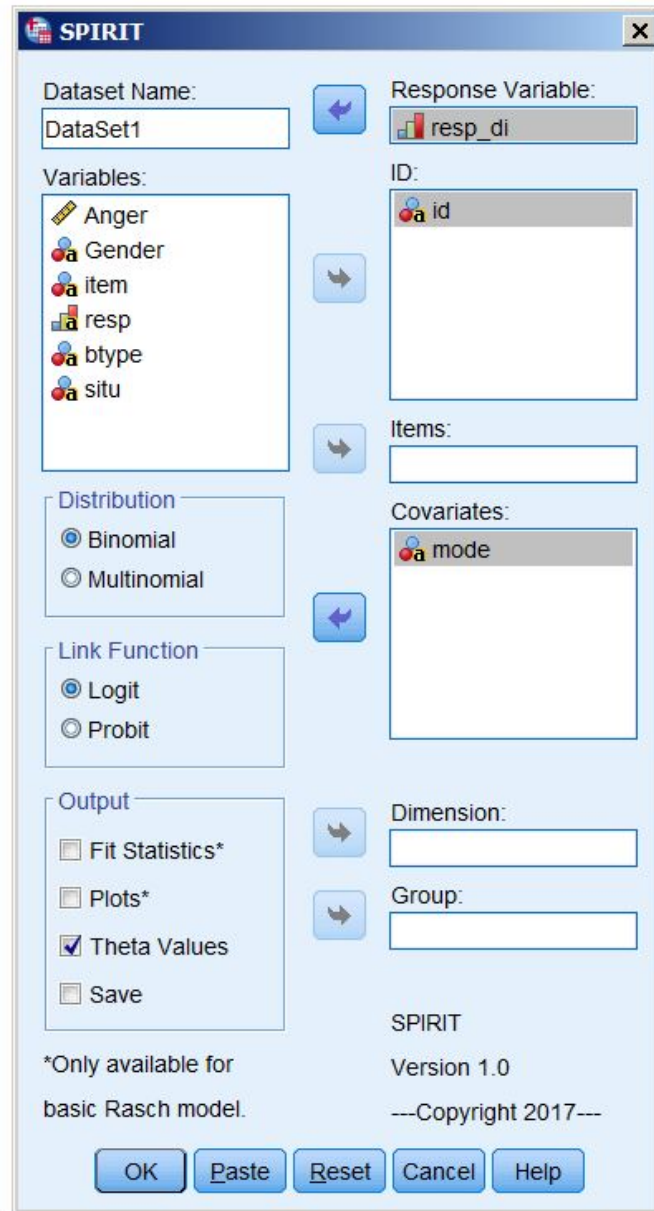 SPIRIT
Dataset Name:
DataSet1
Response Variable:
resp_di
Variables:
Anger
Gender
item
resp
btype
situ
ID:
id
Items:
Distribution
Binomial
Multinomial
Covariates:
mode
Link Function
Logit
Probit
Output
Fit Statistics*
Plots*
Theta Values
Save
Dimension:
Group:
*Only available for
basic Rasch model.
SPIRIT
Version 1.0
---Copyright 2017---
OK Paste Reset Cancel Help